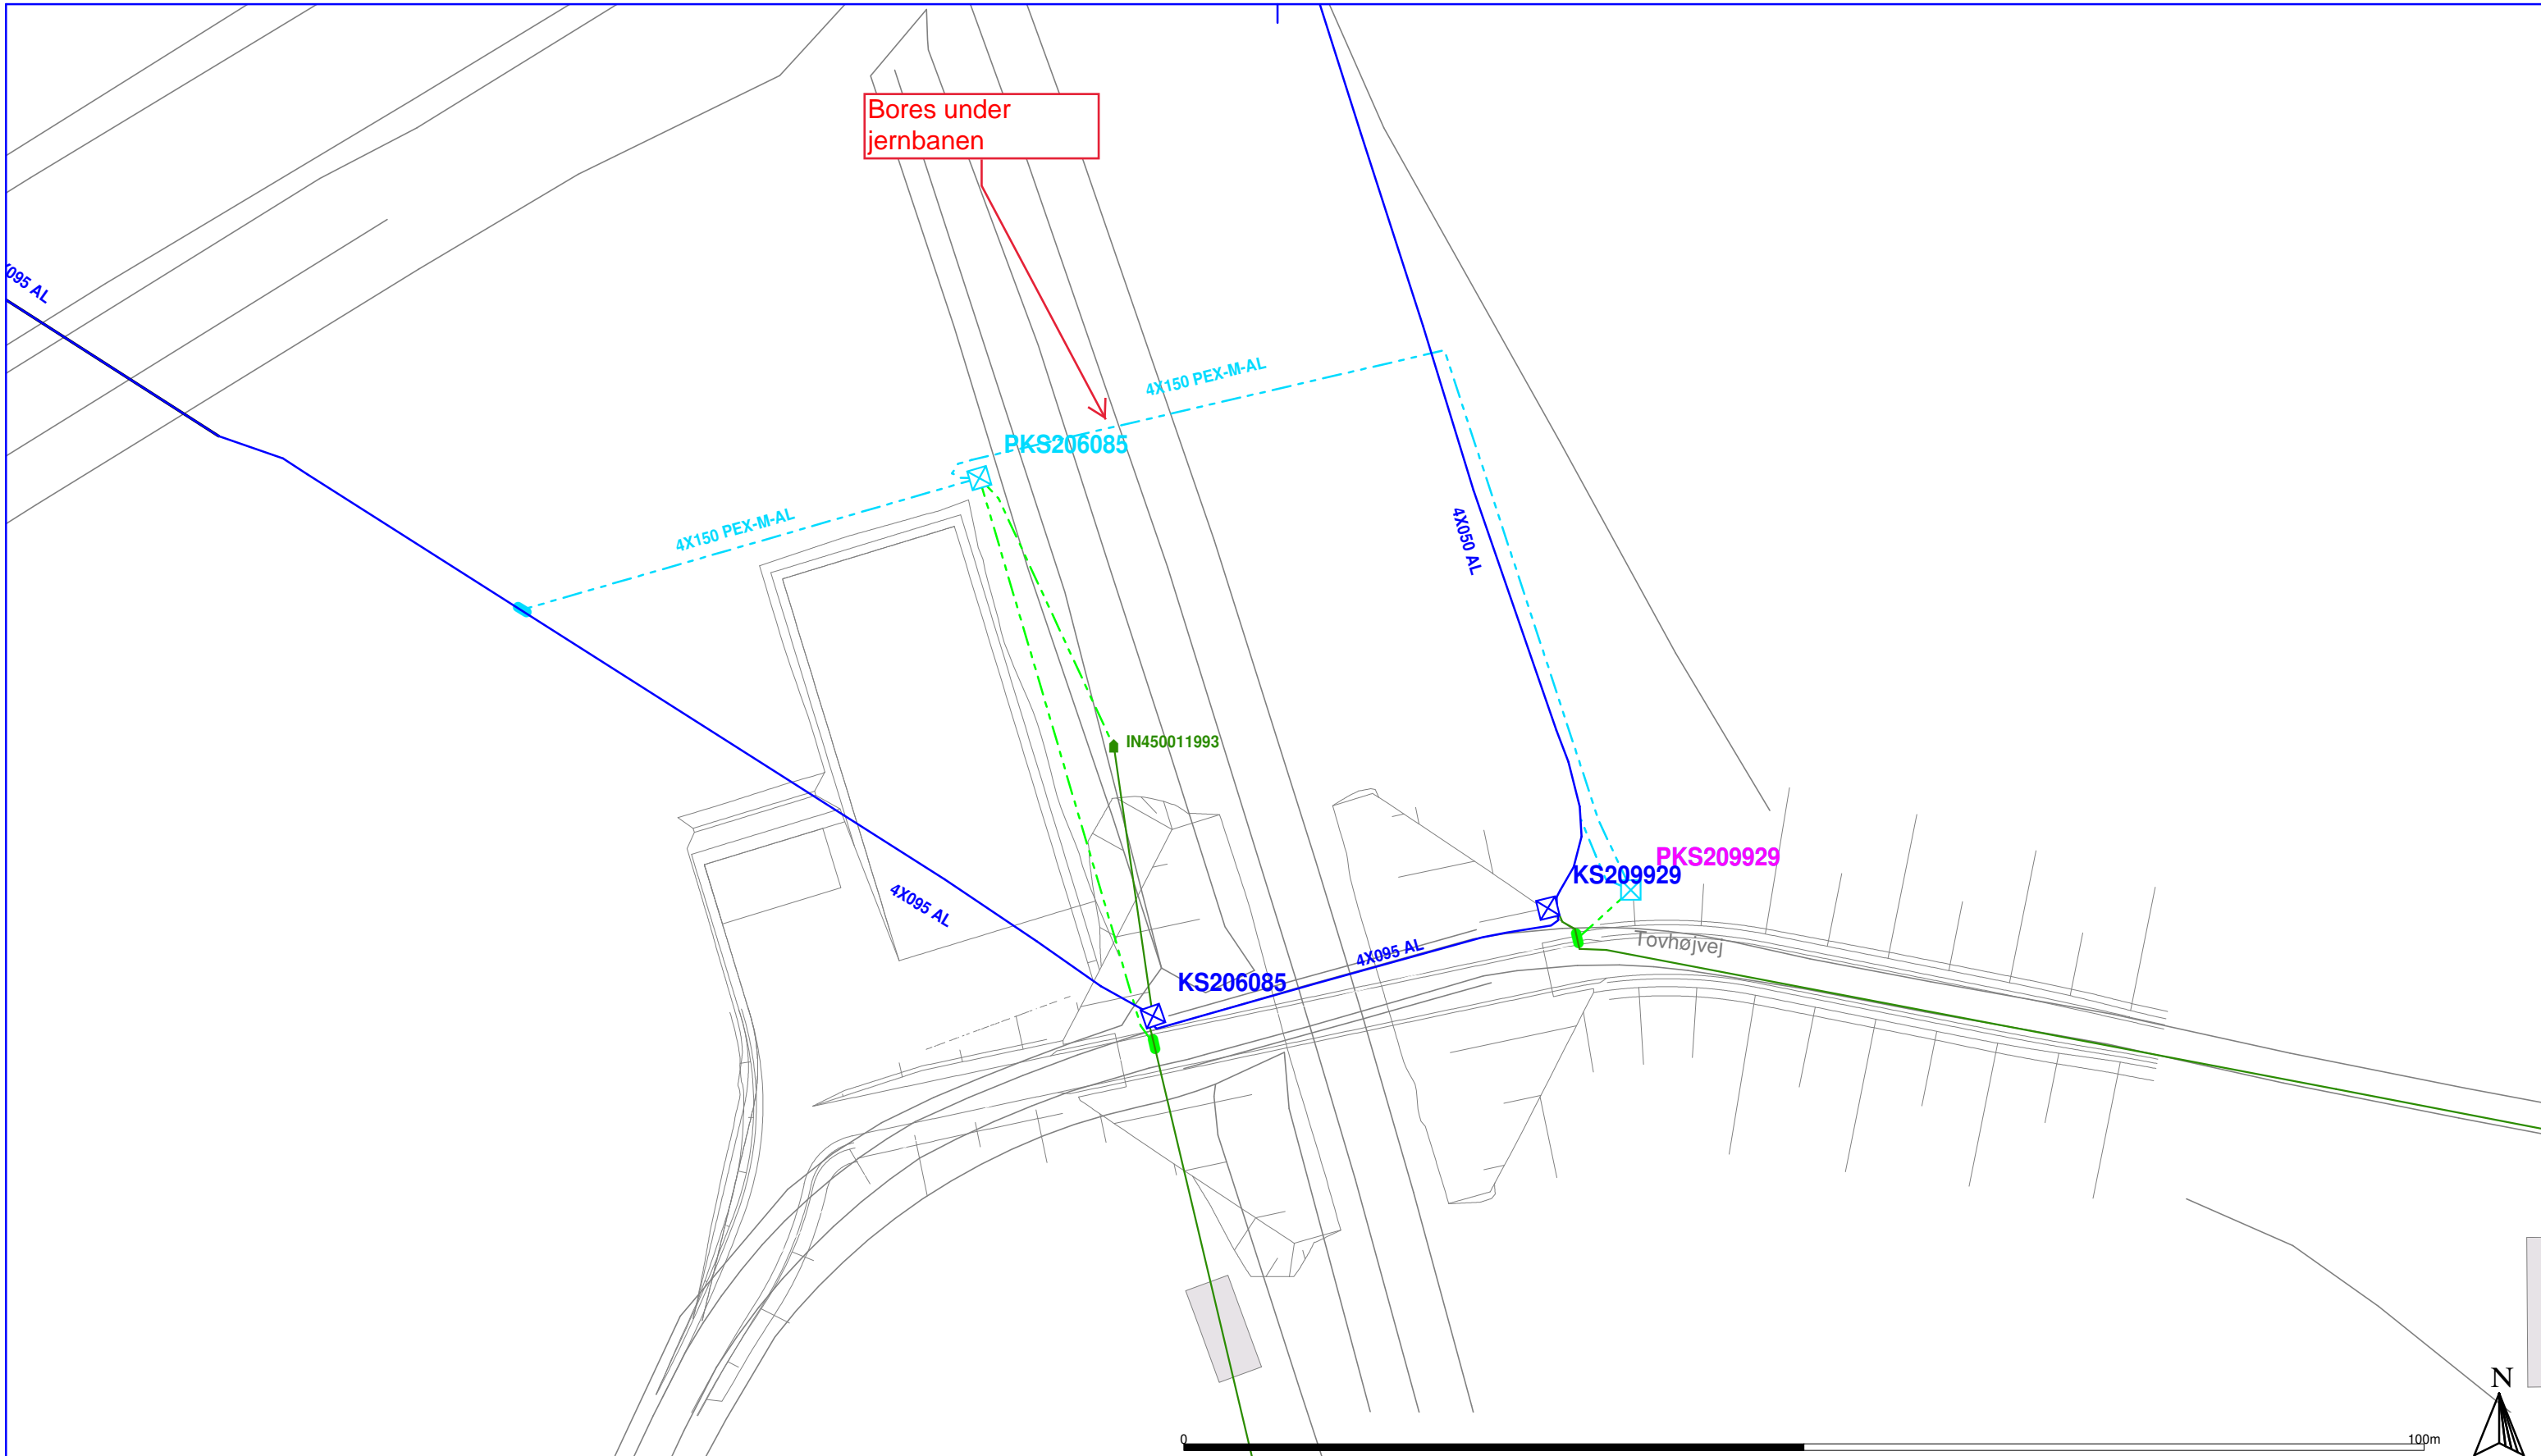 Bores under
jernbanen
095 AL
4X150 PEX-M-AL
PKS206085
4X150 PEX-M-AL
4X050 AL
IN450011993
PKS209929
KS209929
4X095 AL
4X095 AL
Tovhøjvej
KS206085
N
0
100m